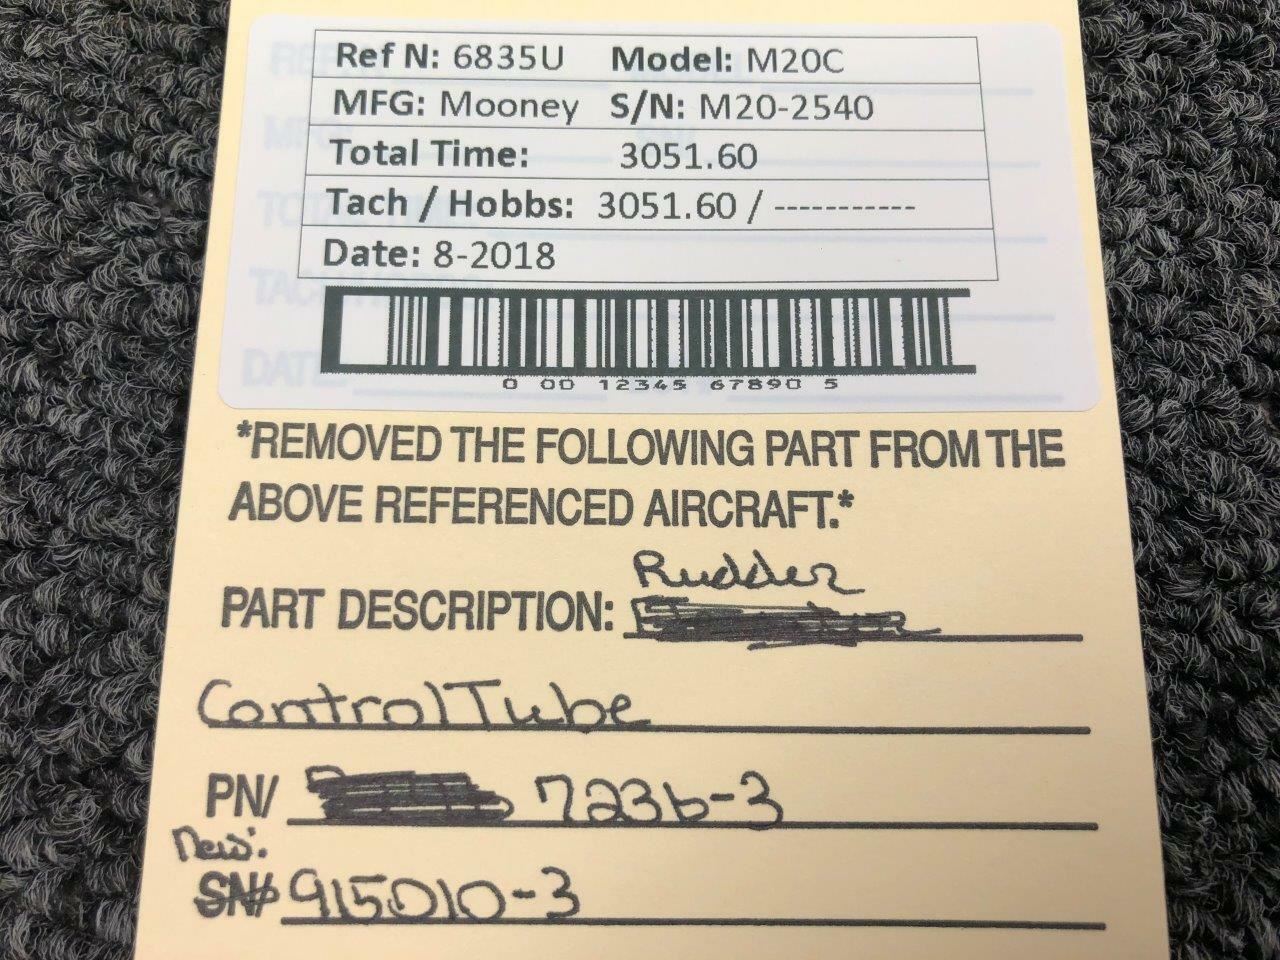 Ref N: 6835U Model: M20C
MFG: Mooney S/N: M20-2540
Total Time: 3051.60
Tach / Hobbs: 3051.60 / -----------
Date: 8-2018
0 00 12345 67890 5
*REMOVED THE FOLLOWING PART FROM THE
ABOVE REFERENCED AIRCRAFT.*
Rudder
PART DESCRIPTION:
Control Tube
PN/ 7236-3
New:
SN# 915010-3